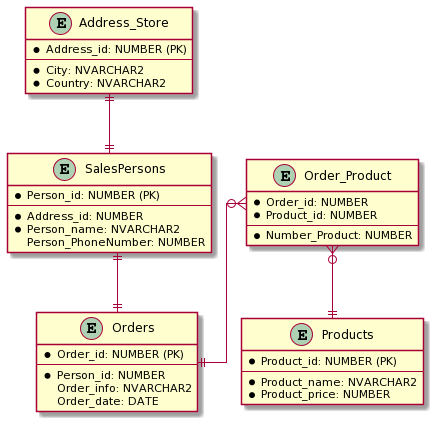 E Address_Store
Address_id: NUMBER (PK)
City: NVARCHAR2
Country: NVARCHAR2
E SalesPersons
Person_id: NUMBER (PK)
Address_id: NUMBER
Person_name: NVARCHAR2
Person_PhoneNumber: NUMBER
E Order_Product
Order_id: NUMBER
Product_id: NUMBER
Number_Product: NUMBER
E Orders
Order_id: NUMBER (PK)
Person_id: NUMBER
Order_info: NVARCHAR2
Order_date: DATE
E Products
Product_id: NUMBER (PK)
Product_name: NVARCHAR2
Product_price: NUMBER